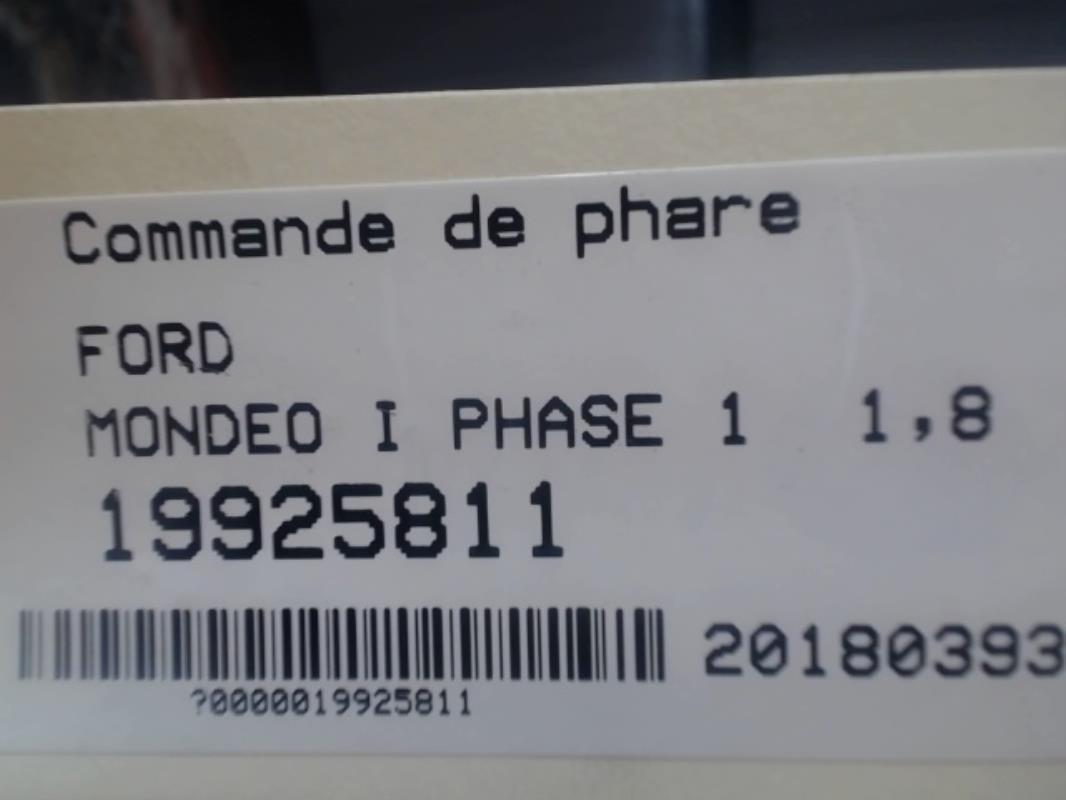 Commande de phare
FORD
MONDEO I PHASE 1 1,8
19925811
20180393
?0000019925811